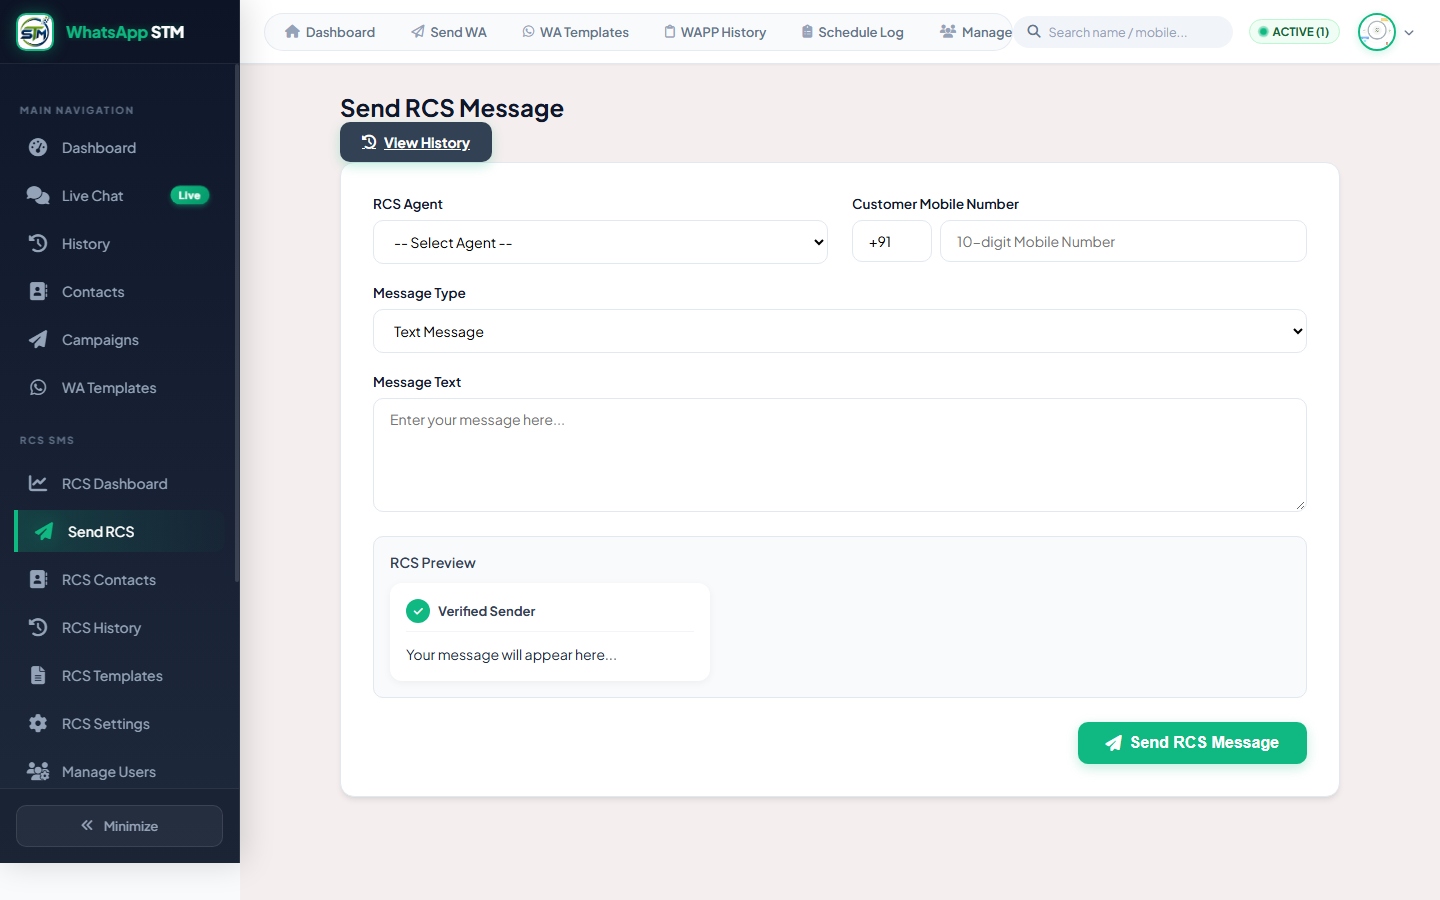 STM
WhatsApp STM
Dashboard
Send WA
WA Templates
WAPP History
Schedule Log
Manage
Search name / mobile...
ACTIVE (1)
MAIN NAVIGATION
Dashboard
Live Chat
Live
History
Contacts
Campaigns
WA Templates
RCS SMS
RCS Dashboard
Send RCS
RCS Contacts
RCS History
RCS Templates
RCS Settings
Manage Users
Minimize
Send RCS Message
View History
RCS Agent
-- Select Agent --
Customer Mobile Number
+91
10-digit Mobile Number
Message Type
Text Message
Message Text
Enter your message here...
RCS Preview
Verified Sender
Your message will appear here...
Send RCS Message